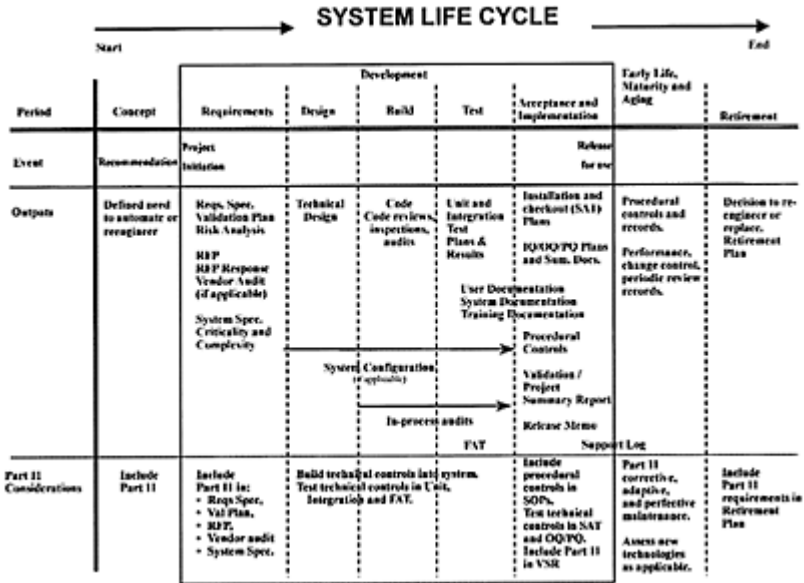 SYSTEM LIFE CYCLE
Start
End
Development
Period
Concept
Requirements
Design
Build
Test
Acceptance and
Implementation
Early Life,
Maturity and
Aging
Retirement
Event
Recommendation
Project
Initiation
Release
for use
Outputs
Defined need
to automate or
reengineer
Reqs. Spec.
Validation Plan
Risk Analysis
RFP
RFP Response
Vendor Audit
(if applicable)
System Spec.
Criticality and
Complexity
Technical
Design
Code
Code reviews,
inspections,
audits
Unit and
Integration
Test
Plans &
Results
Installation and
checkout (SAT)
Plans
IQ/OQ/PQ Plans
and Sum. Docs.
User Documentation
System Documentation
Training Documentation
Procedural
Controls
System Configuration
(if applicable)
Validation /
Project
Summary Report
In-process audits
Release Memo
FAT
Support Log
Procedural
controls and
records.
Performance,
change control,
periodic review
records.
Decision to re-
engineer or
replace.
Retirement
Plan
Part 11
Considerations
Include
Part 11
Include
Part 11 in:
• Reqs Spec,
• Val Plan,
• RFP,
• Vendor audit
• System Spec.
Build technical controls into system.
Test technical controls in Unit,
Integration and FAT.
Include
procedural
controls in
SOPs.
Test technical
controls in SAT
and OQ/PQ.
Include Part 11
in VSR
Part 11
corrective,
adaptive,
and perfective
maintenance.
Assess new
technologies
as applicable.
Include
Part 11
requirements in
Retirement
Plan